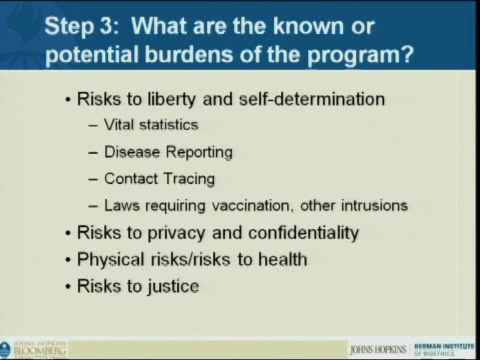 Step 3: What are the known or
potential burdens of the program?
• Risks to liberty and self-determination
– Vital statistics
– Disease Reporting
– Contact Tracing
– Laws requiring vaccination, other intrusions
• Risks to privacy and confidentiality
• Physical risks/risks to health
• Risks to justice
JOHNS HOPKINS
BLOOMBERG
JOHNS HOPKINS
BERMAN INSTITUTE
OF BIOETHICS